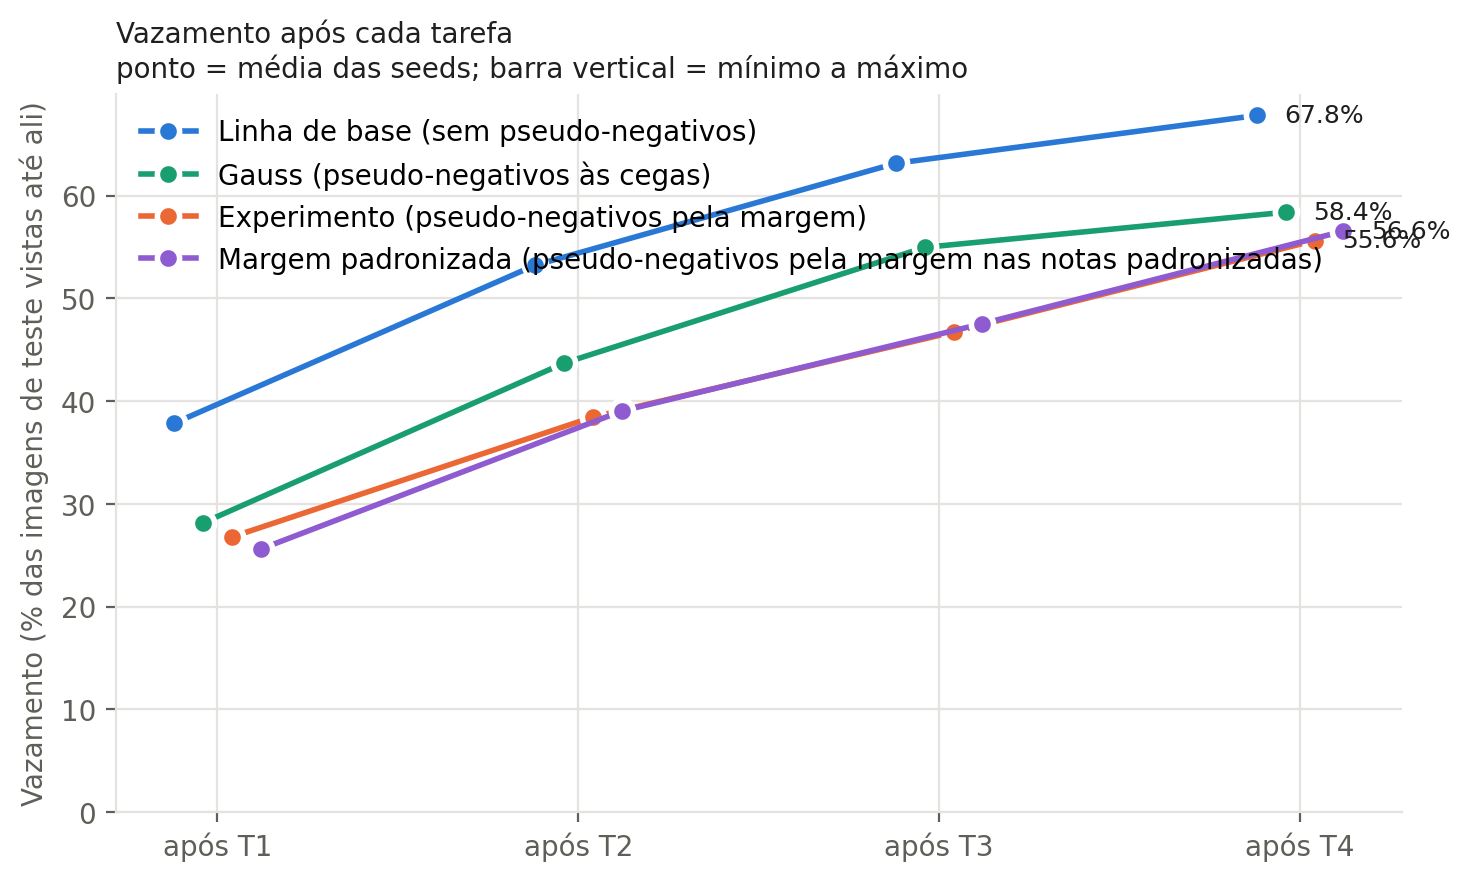 Vazamento após cada tarefa
ponto = média das seeds; barra vertical = mínimo a máximo
Vazamento (% das imagens de teste vistas até ali)
Linha de base (sem pseudo-negativos)
Gauss (pseudo-negativos às cegas)
Experimento (pseudo-negativos pela margem)
Margem padronizada (pseudo-negativos pela margem nas notas padronizadas)
67.8%
58.4%
56.6%
55.6%
60
50
40
30
20
10
0
após T1
após T2
após T3
após T4